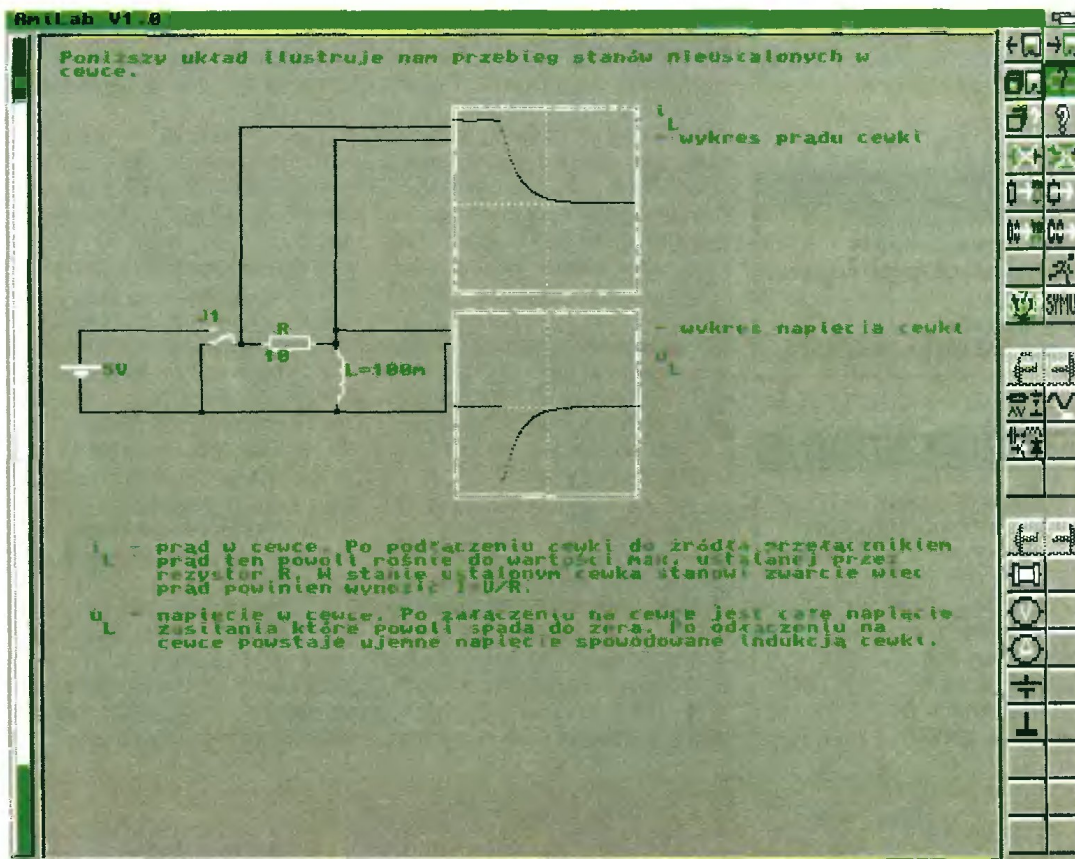 AmiLab V1.0
Poniższy układ ilustruje nam przebieg stanów nieustalonych w
cewce.
i
L
- wykres prądu cewki
J1
R
10
5V
L=100m
- wykres napięcia cewki
u
L
SYMU
AV
i
L
- prąd w cewce. Po podłączeniu cewki do źródła przełącznikiem
prąd ten powoli rośnie do wartości max. ustalanej przez
rezystor R. W stanie ustalonym cewka stanowi zwarcie więc
prąd powinien wynozić I=U/R.
u
L
- napięcie w cewce. Po załączeniu na cewce jest całe napięcie
zasilania które powoli spada do zera. Po odłączeniu na
cewce powstaje ujemne napięcie spowodowane indukcją cewki.